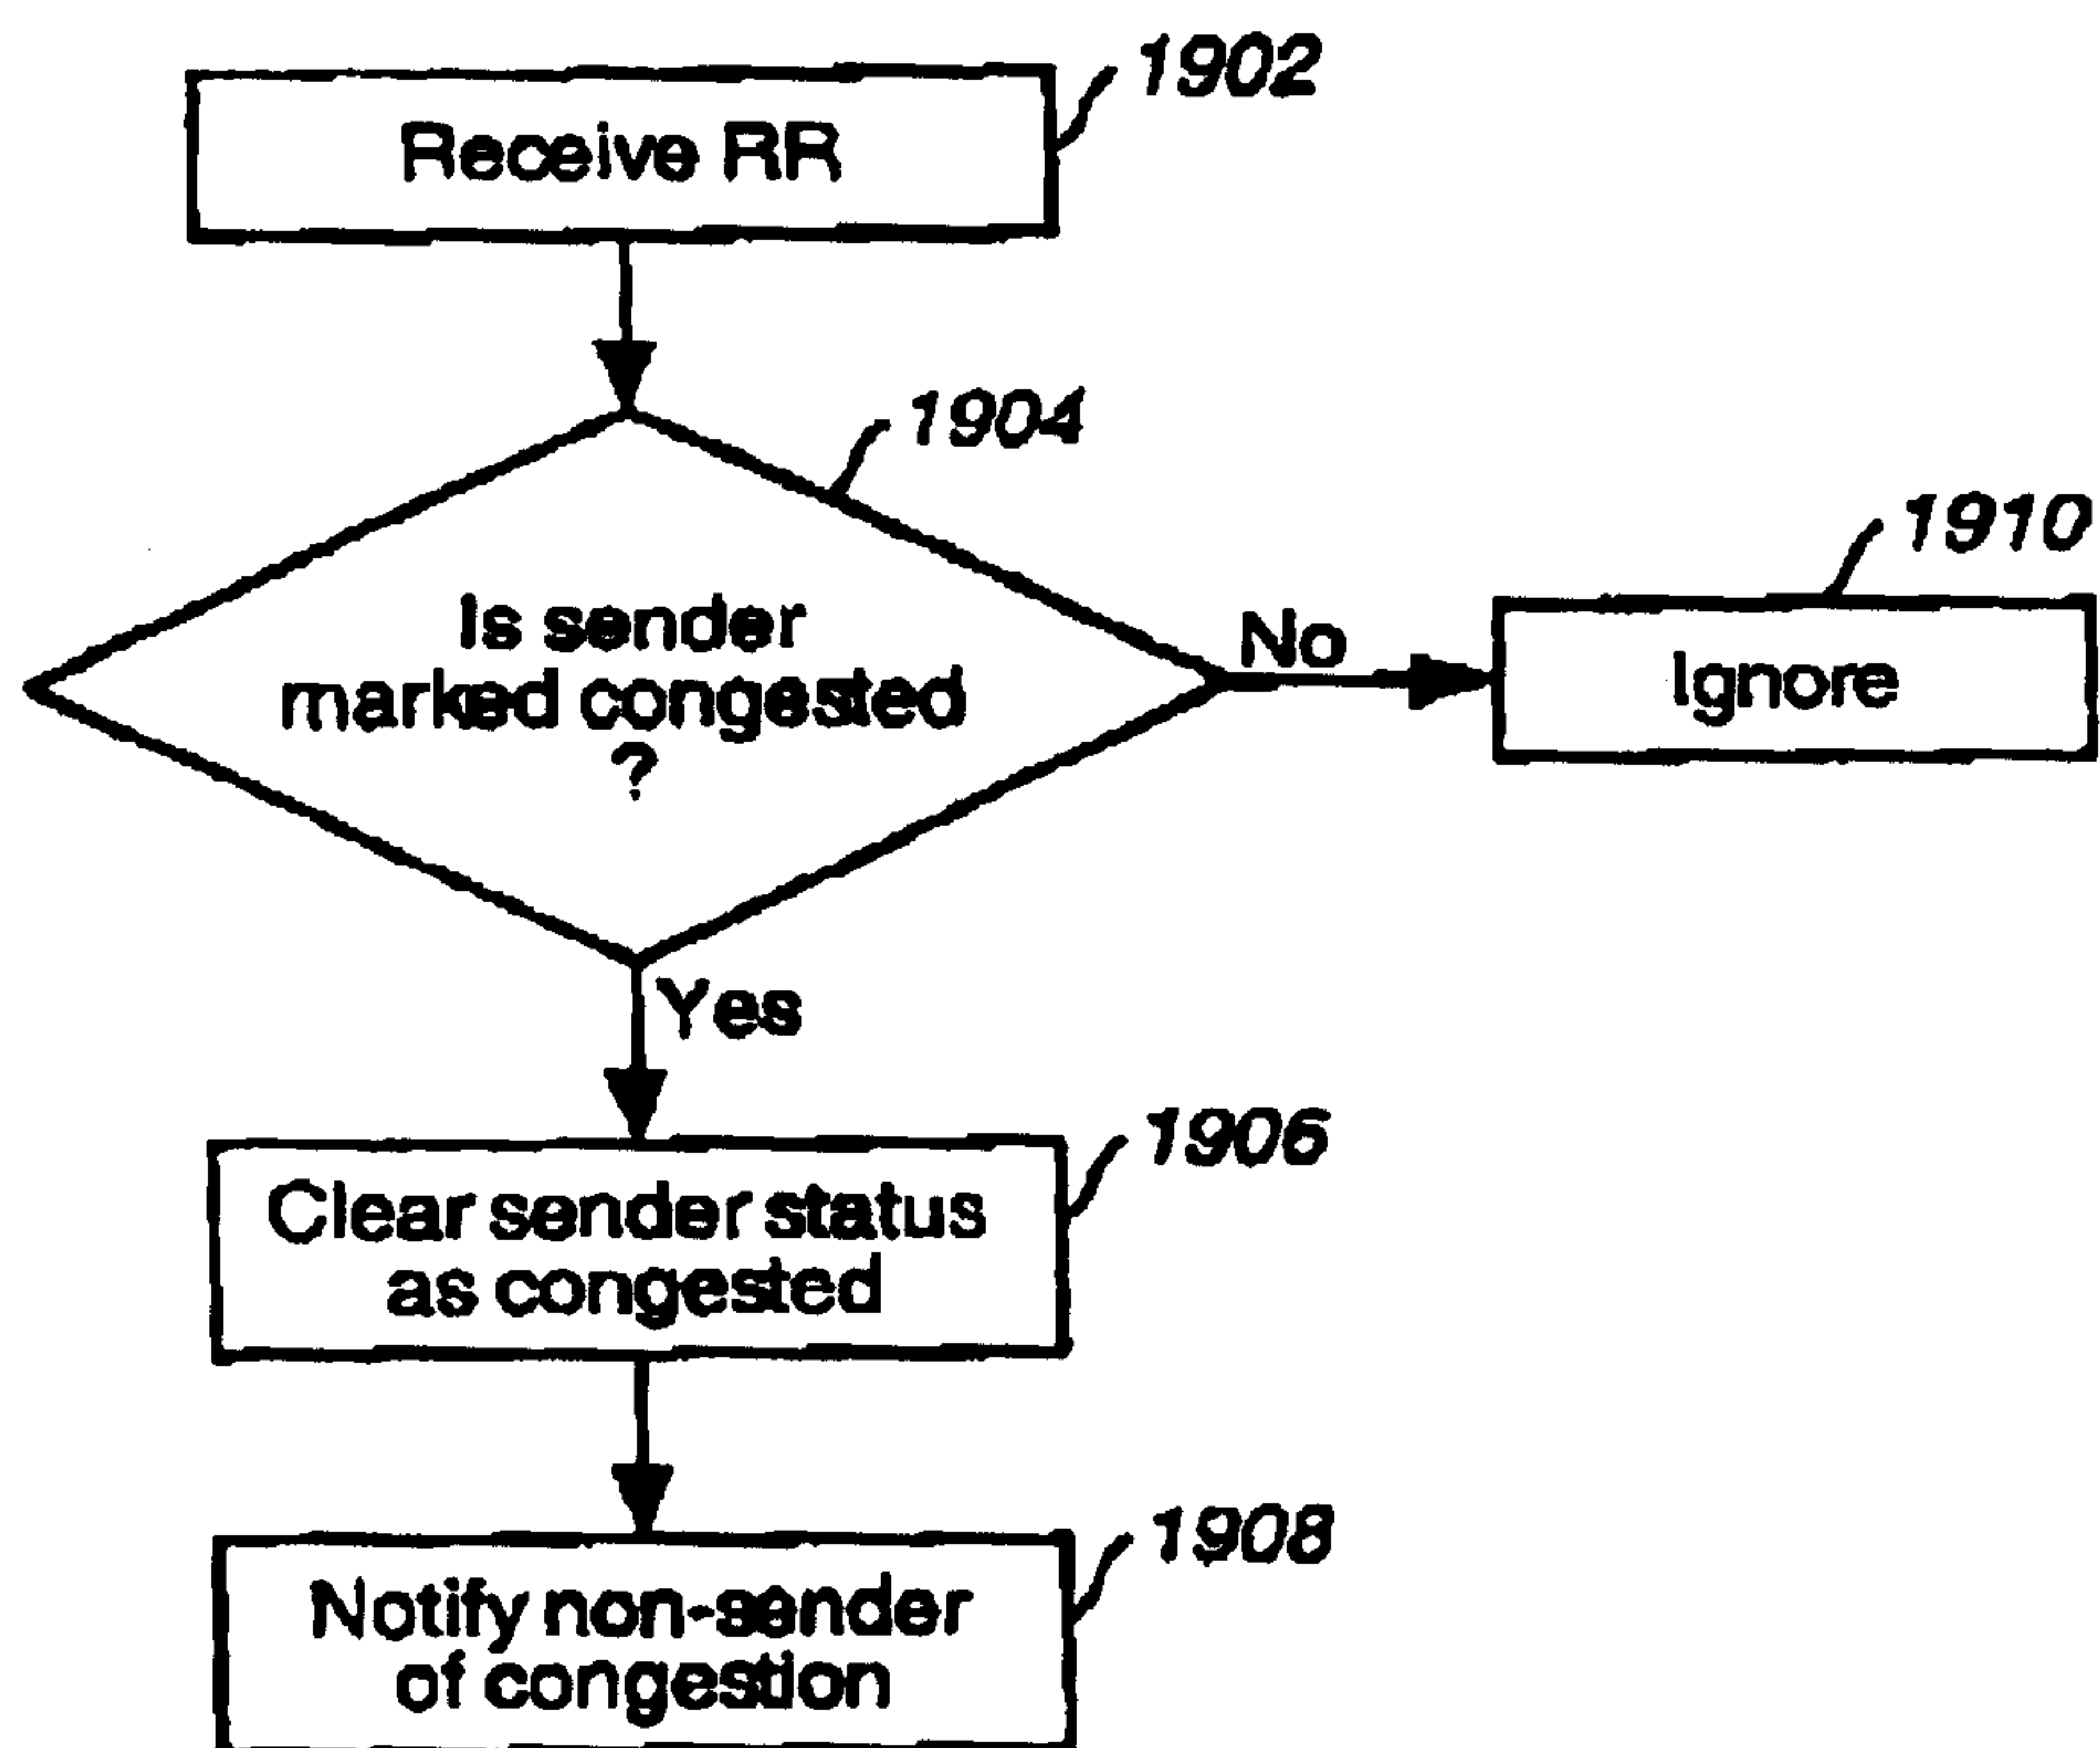 1902
Receive RR
1904
1910
Is sender
marked congested
?
No
Ignore
Yes
1906
Clear sender status
as congested
1908
Notify non-sender
of congestion